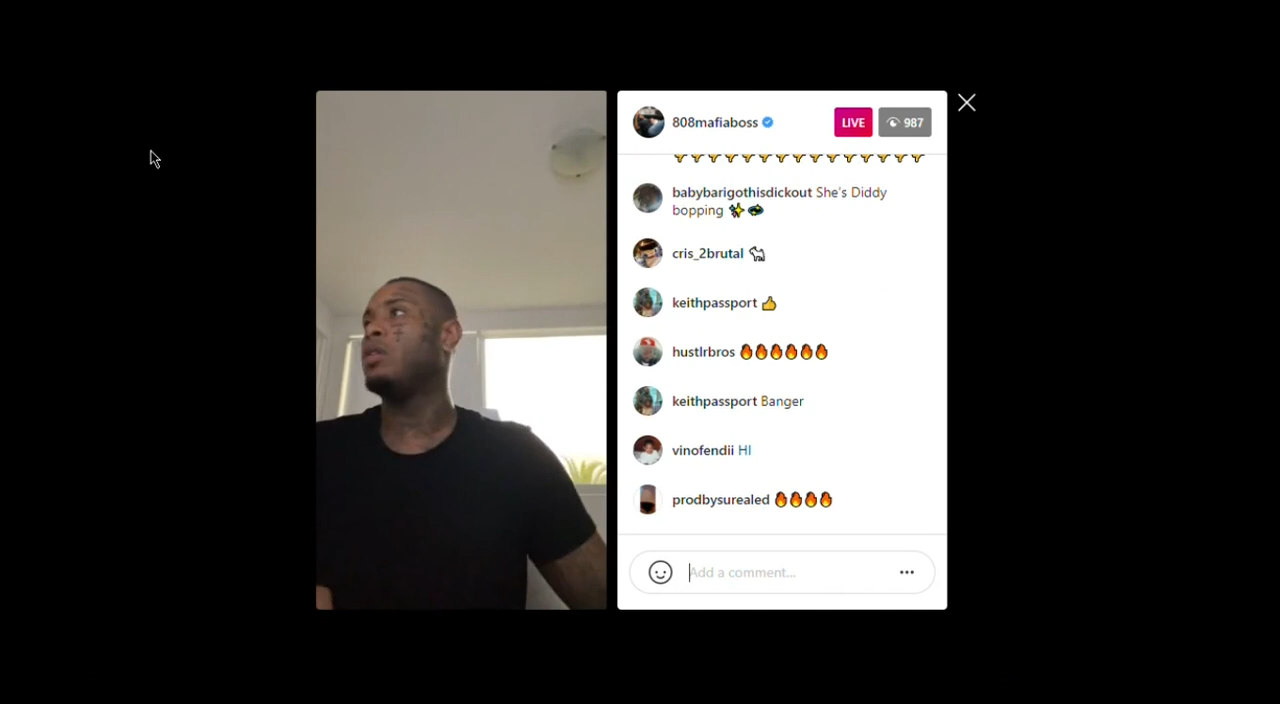 808mafiaboss
LIVE
987
babybarigothisdickout She's Diddy
bopping
cris_2brutal
keithpassport
hustlrbros
keithpassport Banger
vinofendii HI
prodbysurealed
Add a comment...